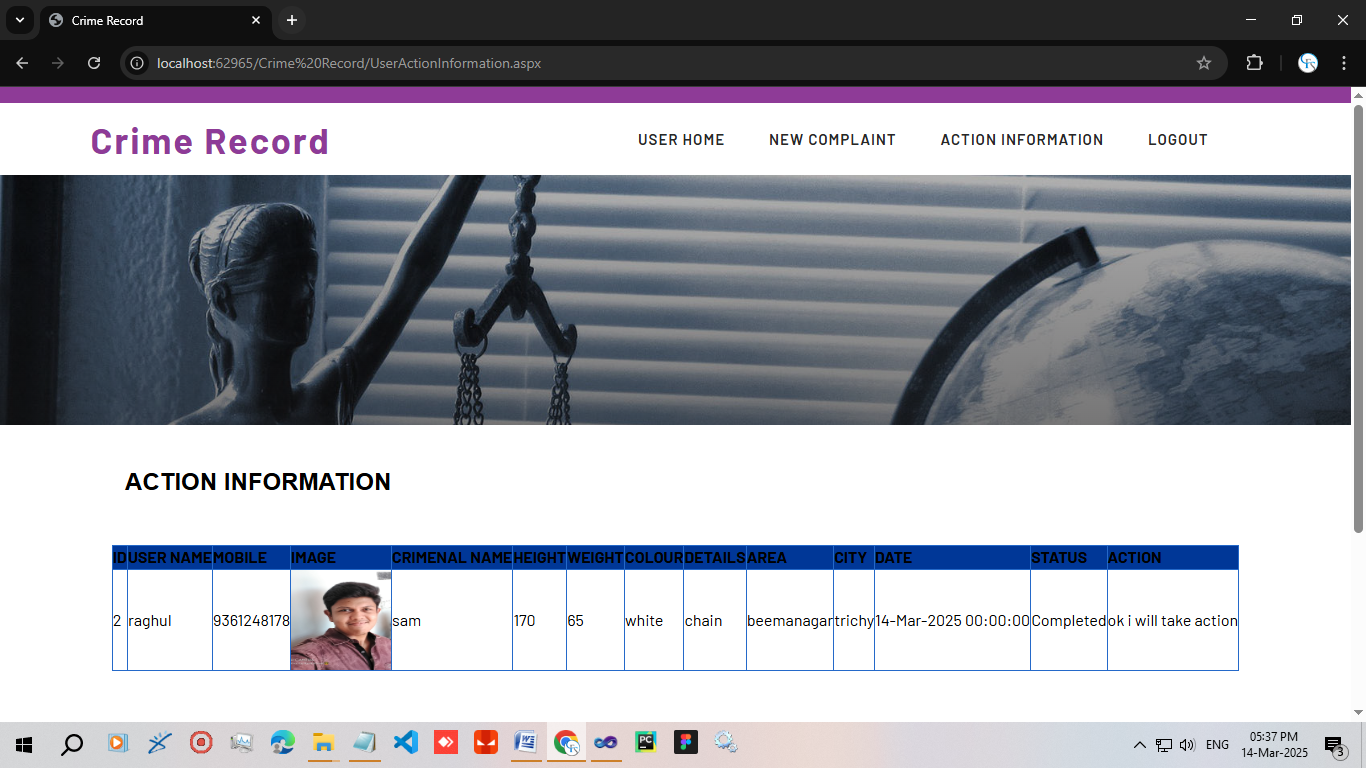 Crime Record
localhost:62965/Crime%20Record/UserActionInformation.aspx
Crime Record USER HOME NEW COMPLAINT ACTION INFORMATION LOGOUT
ACTION INFORMATION
ID USER NAME MOBILE IMAGE CRIMENAL NAME HEIGHT WEIGHT COLOUR DETAILS AREA CITY DATE STATUS ACTION
2 raghul 9361248178 sam 170 65 white chain beemanagar trichy 14-Mar-2025 00:00:00 Completed ok i will take action
ENG 05:37 PM
14-Mar-2025 3